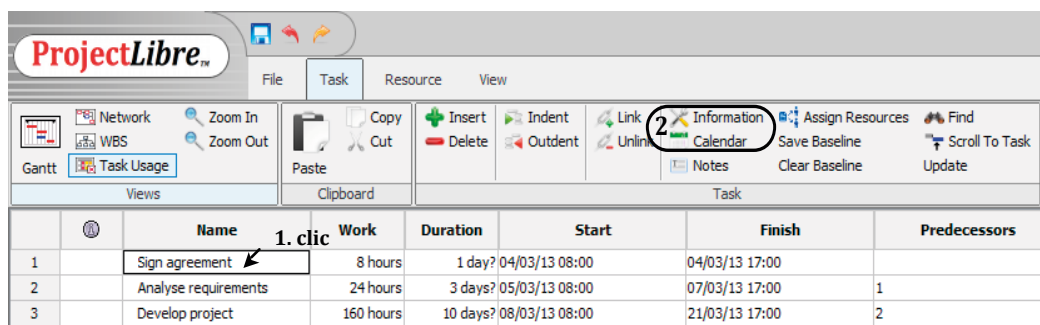 ProjectLibre™
File Task Resource View
Network Zoom In Copy Insert Indent Link 2 Information Assign Resources Find
WBS Zoom Out Cut Delete Outdent Unlink Calendar Save Baseline Scroll To Task
Gantt Task Usage Paste Notes Clear Baseline Update
Views Clipboard Task
Name 1. clic Work Duration Start Finish Predecessors
1 Sign agreement 8 hours 1 day? 04/03/13 08:00 04/03/13 17:00
2 Analyse requirements 24 hours 3 days? 05/03/13 08:00 07/03/13 17:00 1
3 Develop project 160 hours 10 days? 08/03/13 08:00 21/03/13 17:00 2